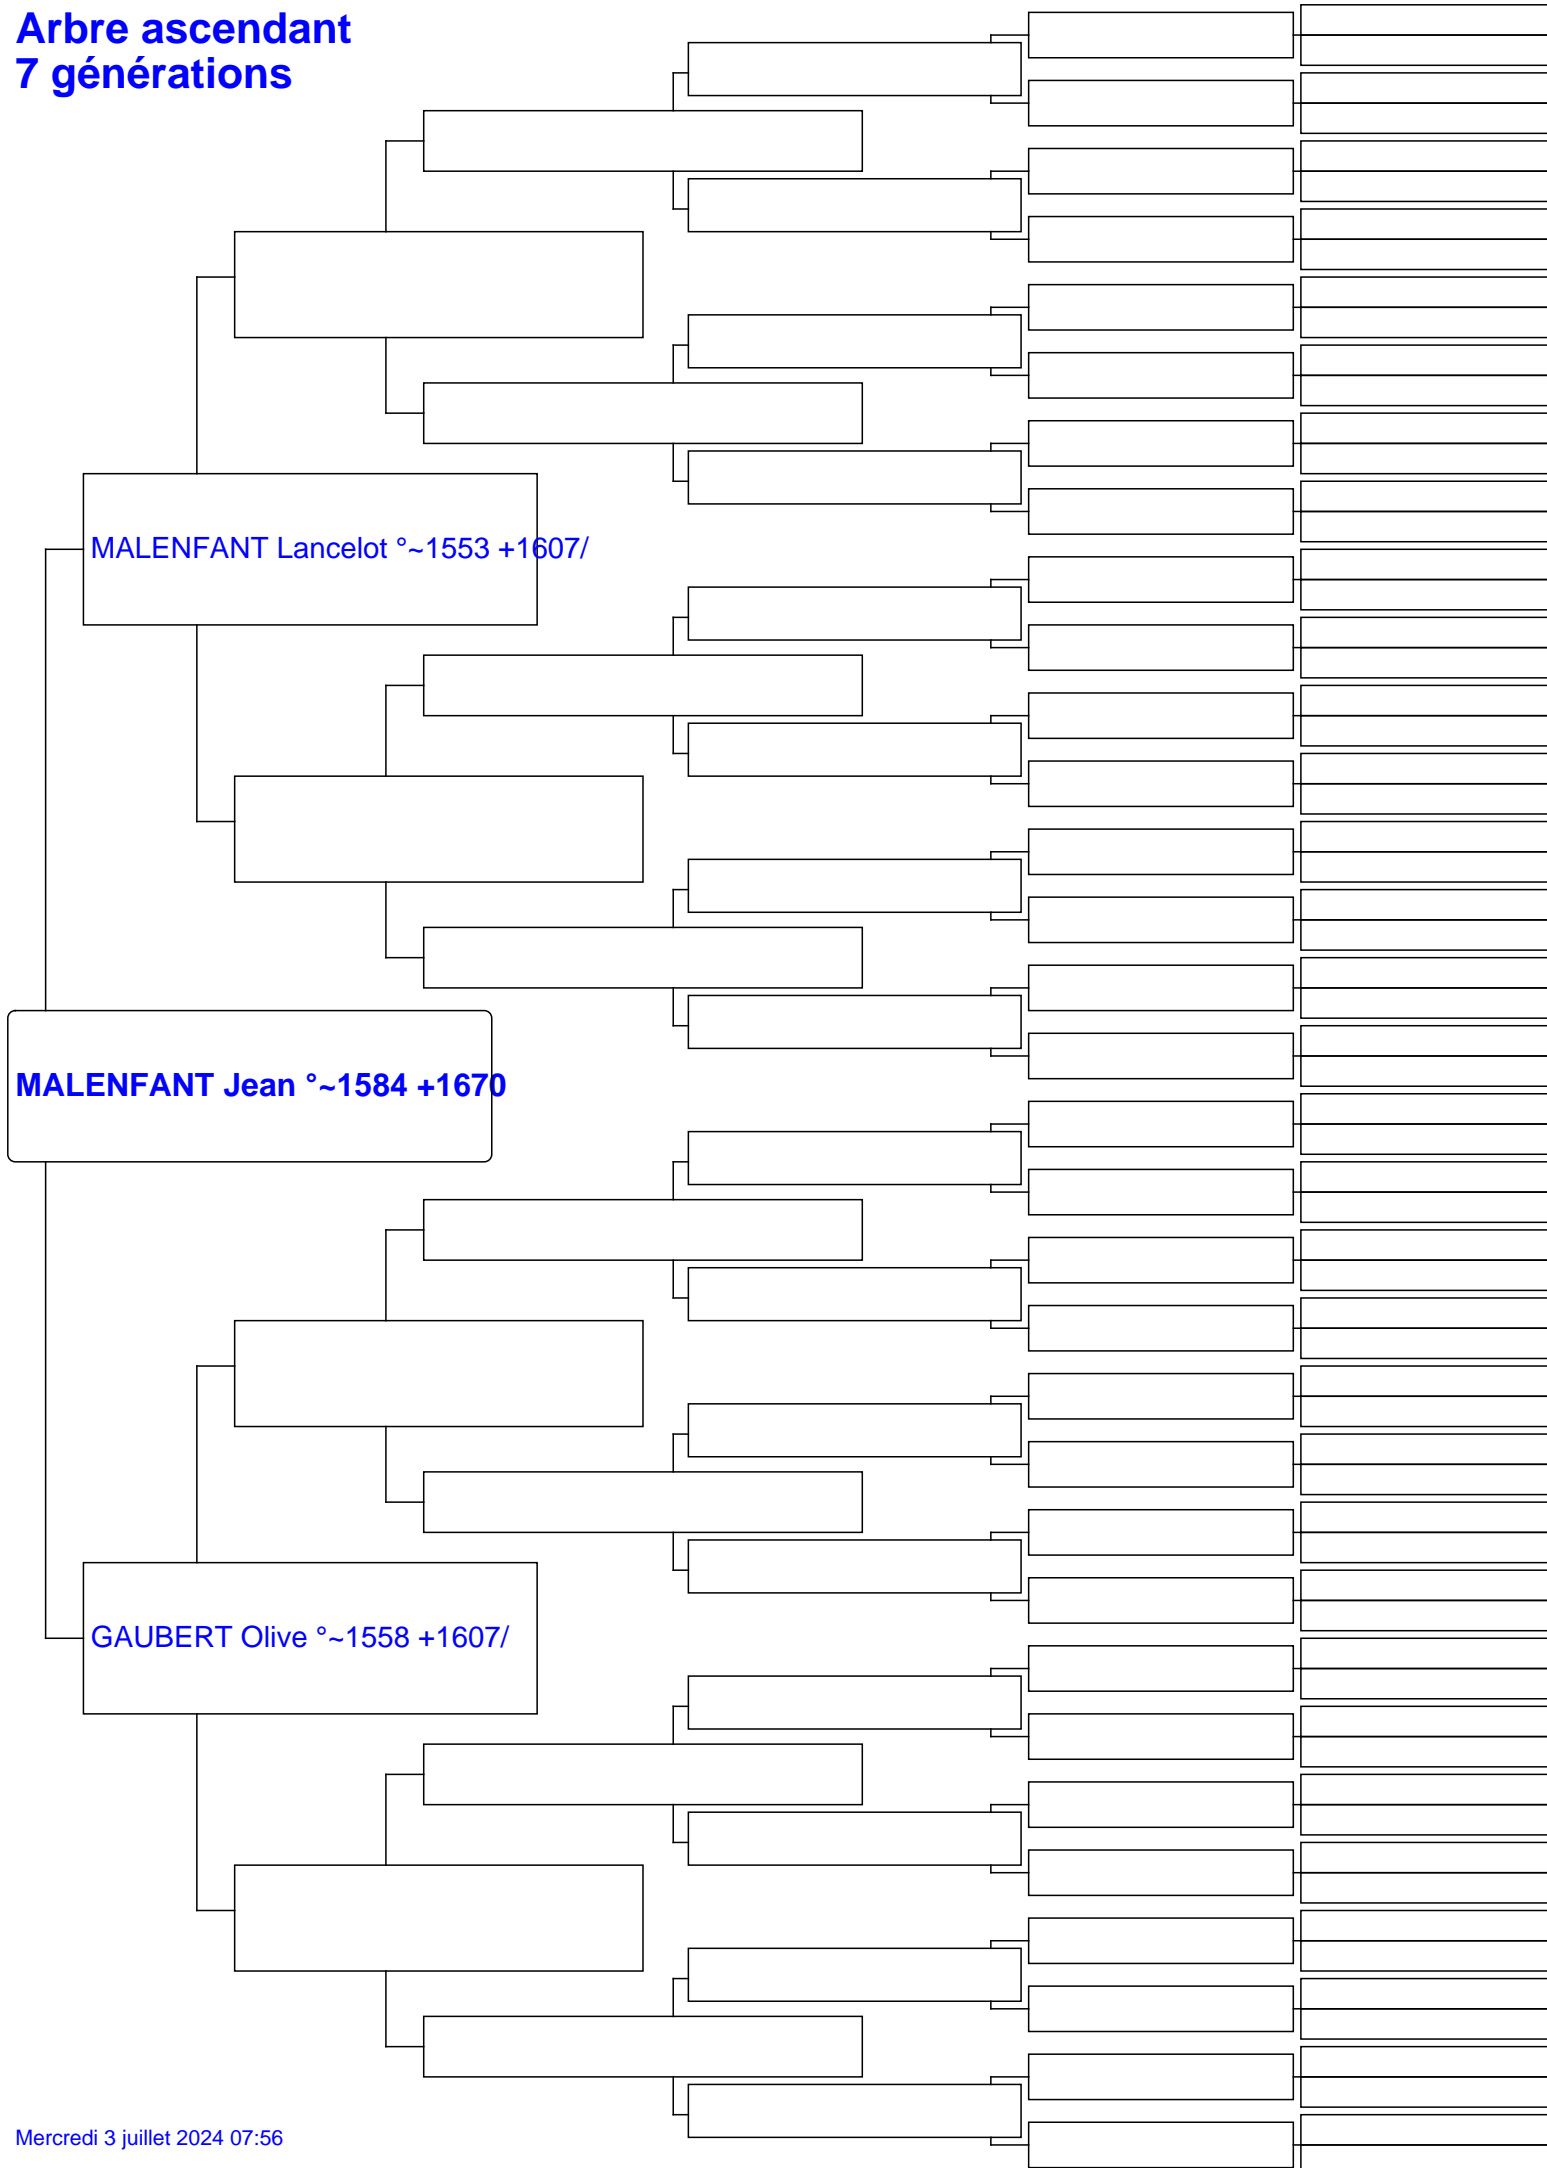 Arbre ascendant
7 générations
MALENFANT Lancelot °~1553 +1607/
MALENFANT Jean °~1584 +1670
GAUBERT Olive °~1558 +1607/
Mercredi 3 juillet 2024 07:56